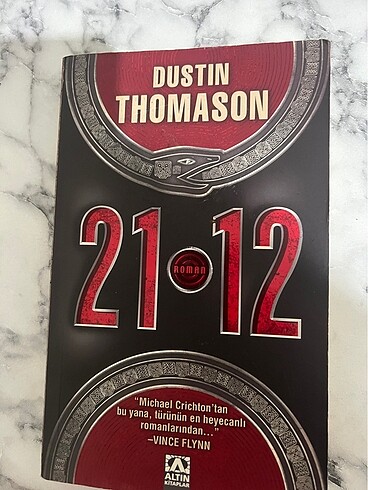 DUSTIN
THOMASON
21 12
ROMAN
"Michael Crichton'tan
bu yana, türünün en heyecanlı
romanlarından..."
–VINCE FLYNN
ALTIN
KİTAPLAR